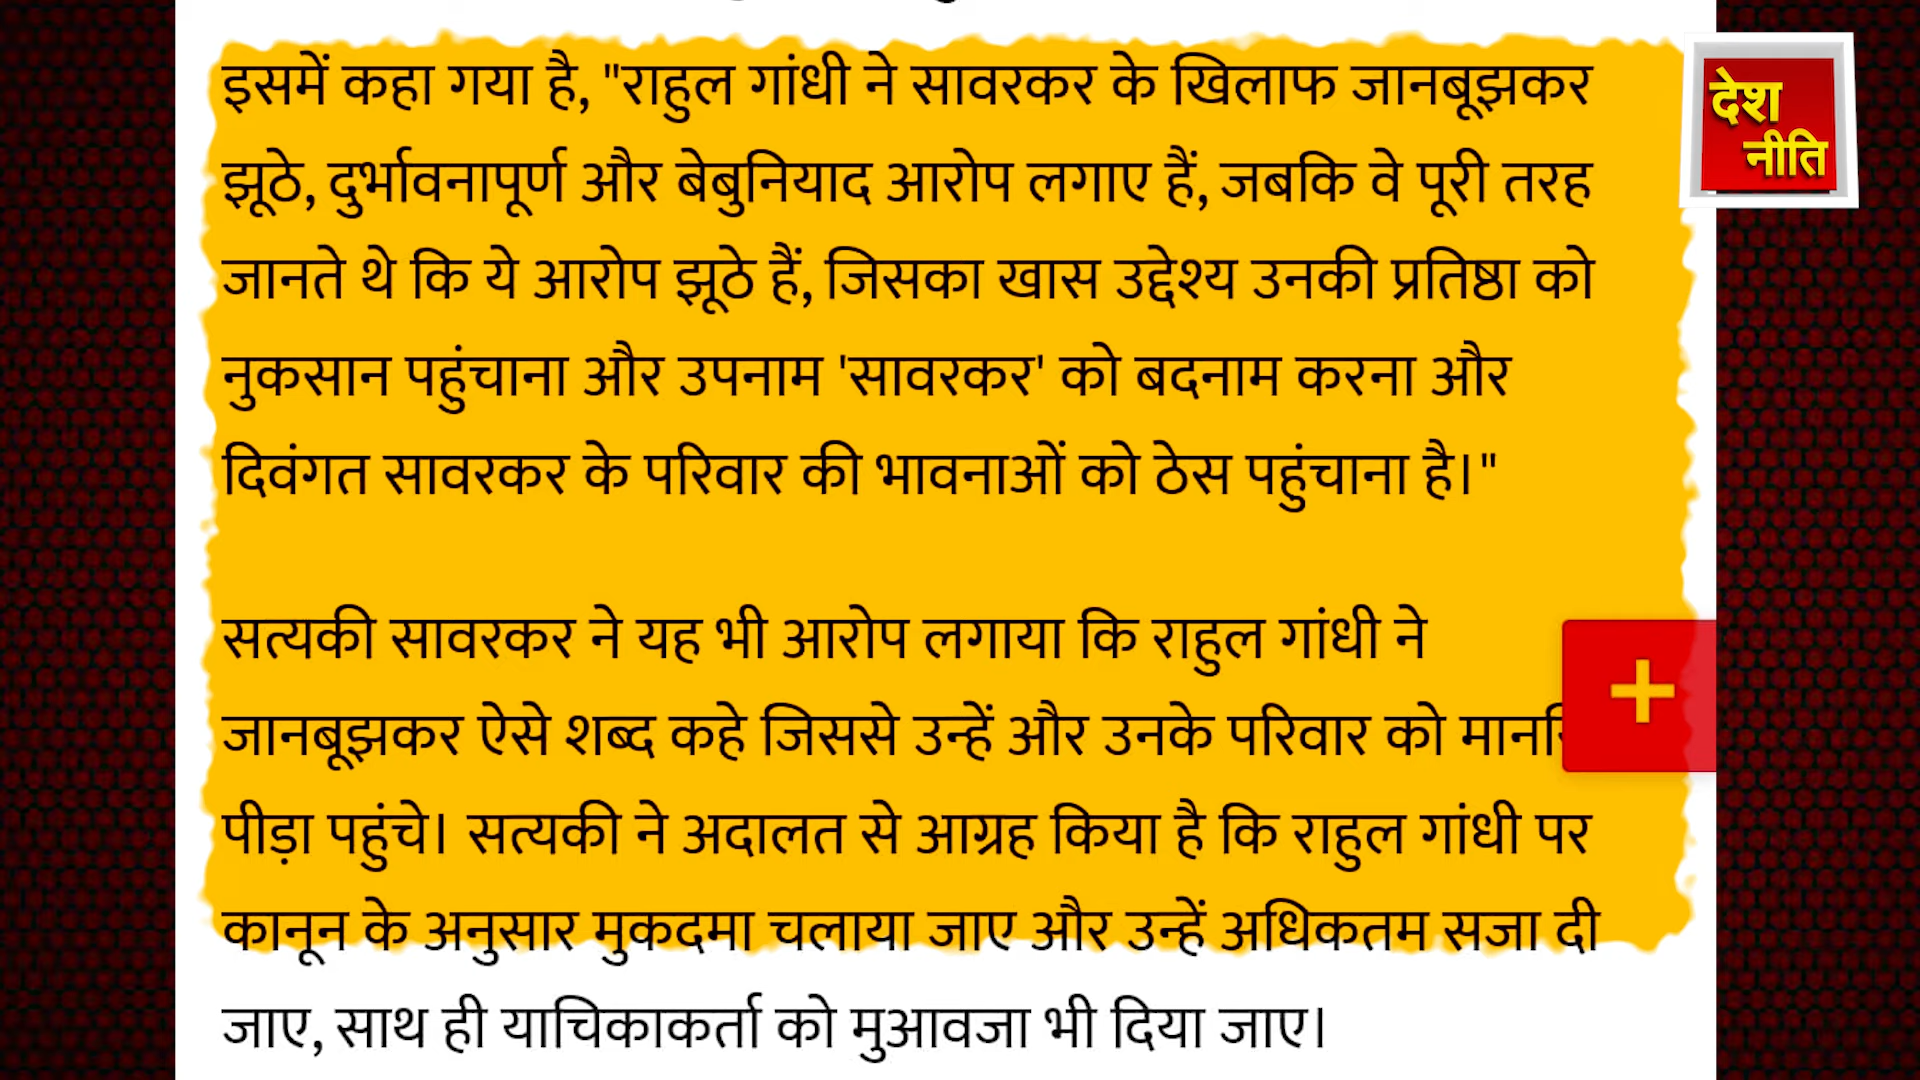 इसमें कहा गया है, "राहुल गांधी ने सावरकर के खिलाफ जानबूझकर
झूठे, दुर्भावनापूर्ण और बेबुनियाद आरोप लगाए हैं, जबकि वे पूरी तरह
जानते थे कि ये आरोप झूठे हैं, जिसका खास उद्देश्य उनकी प्रतिष्ठा को
नुकसान पहुंचाना और उपनाम 'सावरकर' को बदनाम करना और
दिवंगत सावरकर के परिवार की भावनाओं को ठेस पहुंचाना है।"
सत्यकी सावरकर ने यह भी आरोप लगाया कि राहुल गांधी ने
जानबूझकर ऐसे शब्द कहे जिससे उन्हें और उनके परिवार को
पीड़ा पहुंचे। सत्यकी ने अदालत से आग्रह किया है कि राहुल गांधी पर
कानून के अनुसार मुकदमा चलाया जाए और उन्हें अधिकतम सजा दी
जाए, साथ ही याचिकाकर्ता को मुआवजा भी दिया जाए।
देश
नीति
+